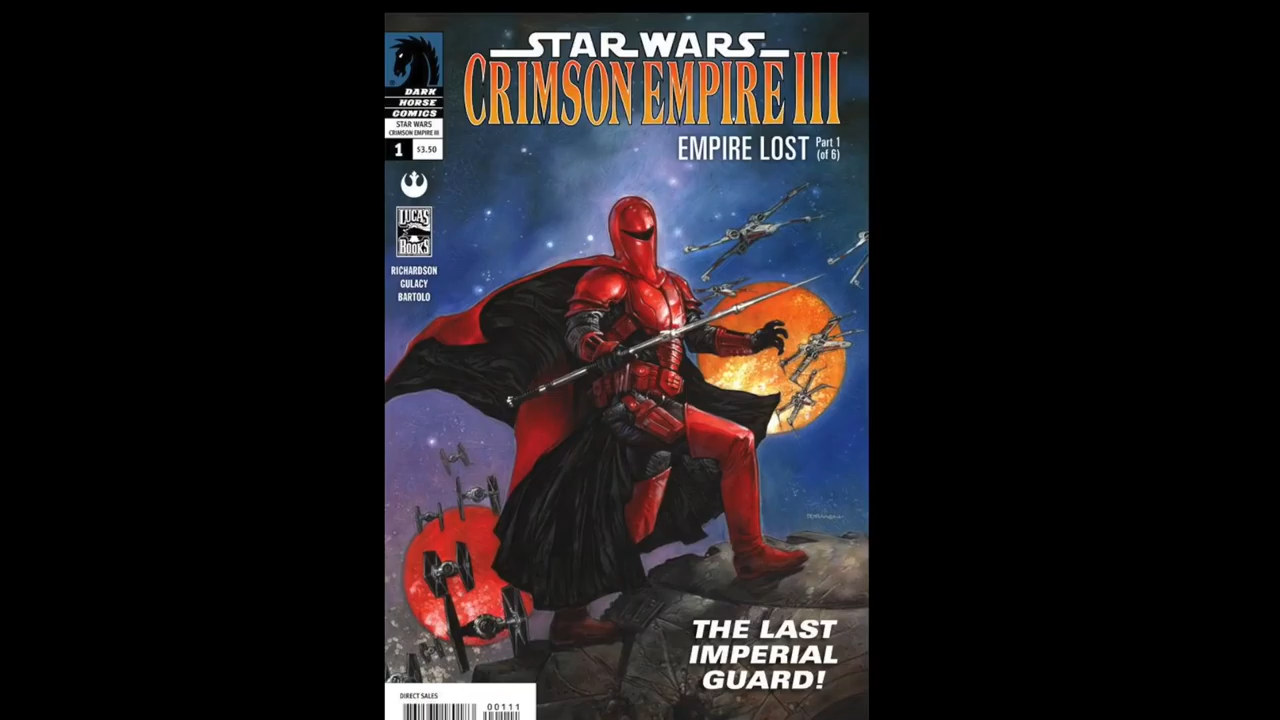 STAR WARS
CRIMSON EMPIRE III
EMPIRE LOST
Part 1
(of 6)
DARK
HORSE
COMICS
STAR WARS
CRIMSON EMPIRE III
1 $3.50
LUCAS
BOOKS
RICHARDSON
GULACY
BARTOLO
THE LAST
IMPERIAL
GUARD!
DIRECT SALES
00111